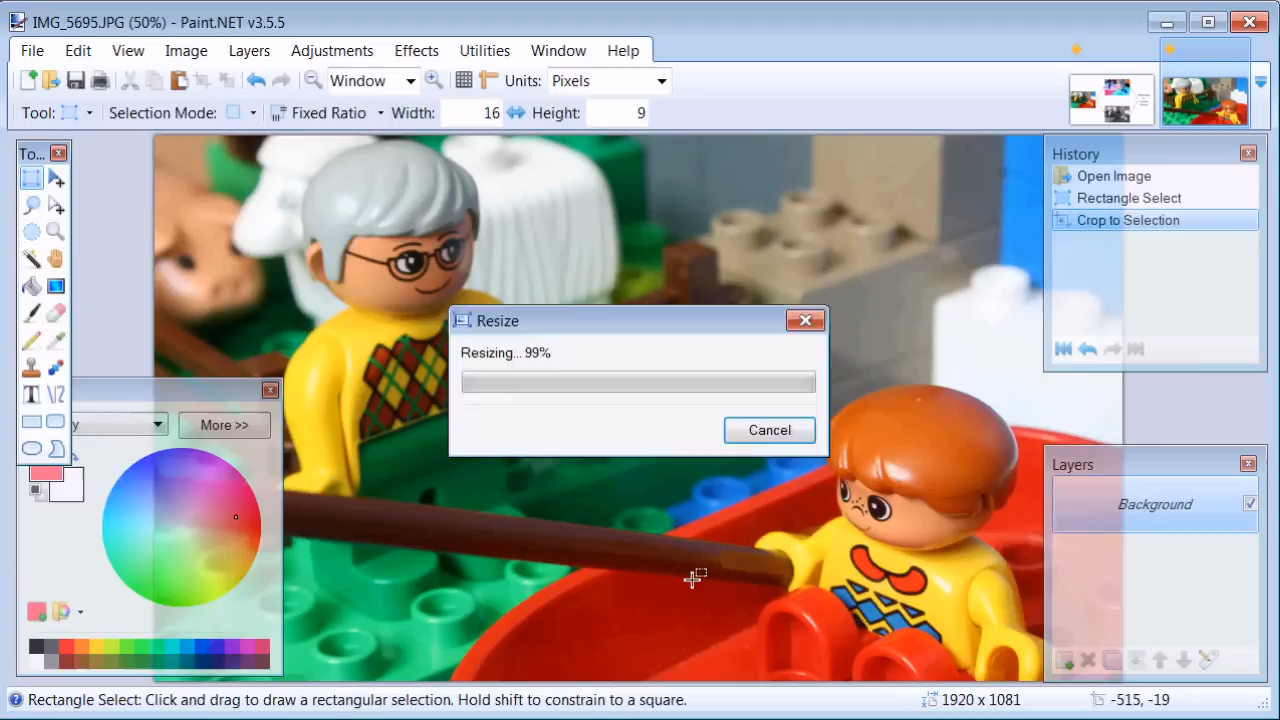 IMG_5695.JPG (50%) - Paint.NET v3.5.5
File Edit View Image Layers Adjustments Effects Utilities Window Help
Window Units: Pixels
Tool: Selection Mode: Fixed Ratio Width: 16 Height: 9
To...
History
Open Image
Rectangle Select
Crop to Selection
Resize
Resizing... 99%
Cancel
More >>
Layers
Background
Rectangle Select: Click and drag to draw a rectangular selection. Hold shift to constrain to a square. 1920 x 1081 -515, -19